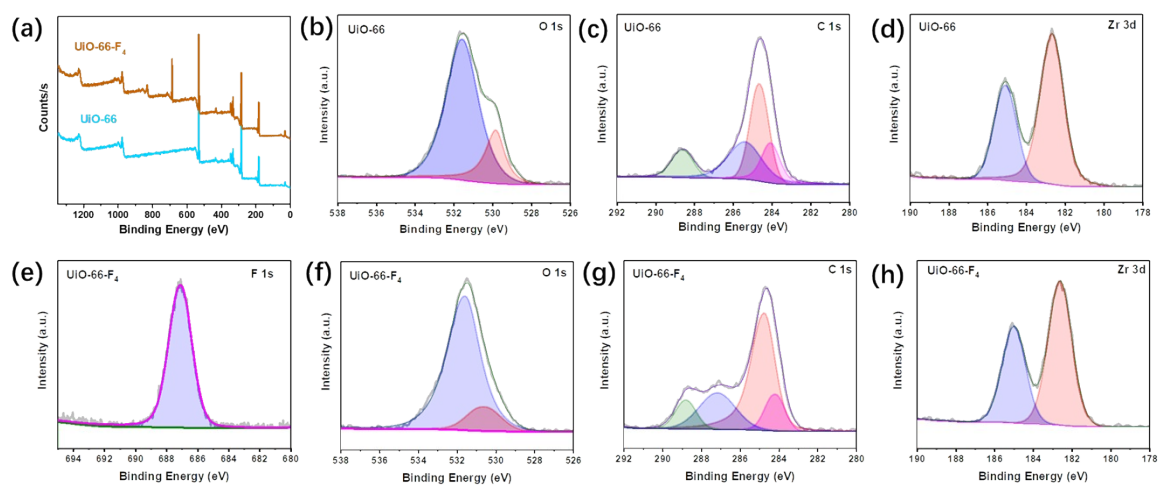 (a)
UiO-66-F4
UiO-66
Counts/s
1200 1000 800 600 400 200 0
Binding Energy (eV)
(b)
UiO-66
O 1s
Intensity (a.u.)
538 536 534 532 530 528 526
Binding Energy (eV)
(c)
UiO-66
C 1s
Intensity (a.u.)
292 290 288 286 284 282 280
Binding Energy (eV)
(d)
UiO-66
Zr 3d
Intensity (a.u.)
190 188 186 184 182 180 178
Binding Energy (eV)
(e)
UiO-66-F4
F 1s
Intensity (a.u.)
694 692 690 688 686 684 682 680
Binding Energy (eV)
(f)
UiO-66-F4
O 1s
Intensity (a.u.)
538 536 534 532 530 528 526
Binding Energy (eV)
(g)
UiO-66-F4
C 1s
Intensity (a.u.)
292 290 288 286 284 282 280
Binding Energy (eV)
(h)
UiO-66-F4
Zr 3d
Intensity (a.u.)
190 188 186 184 182 180 178
Binding Energy (eV)